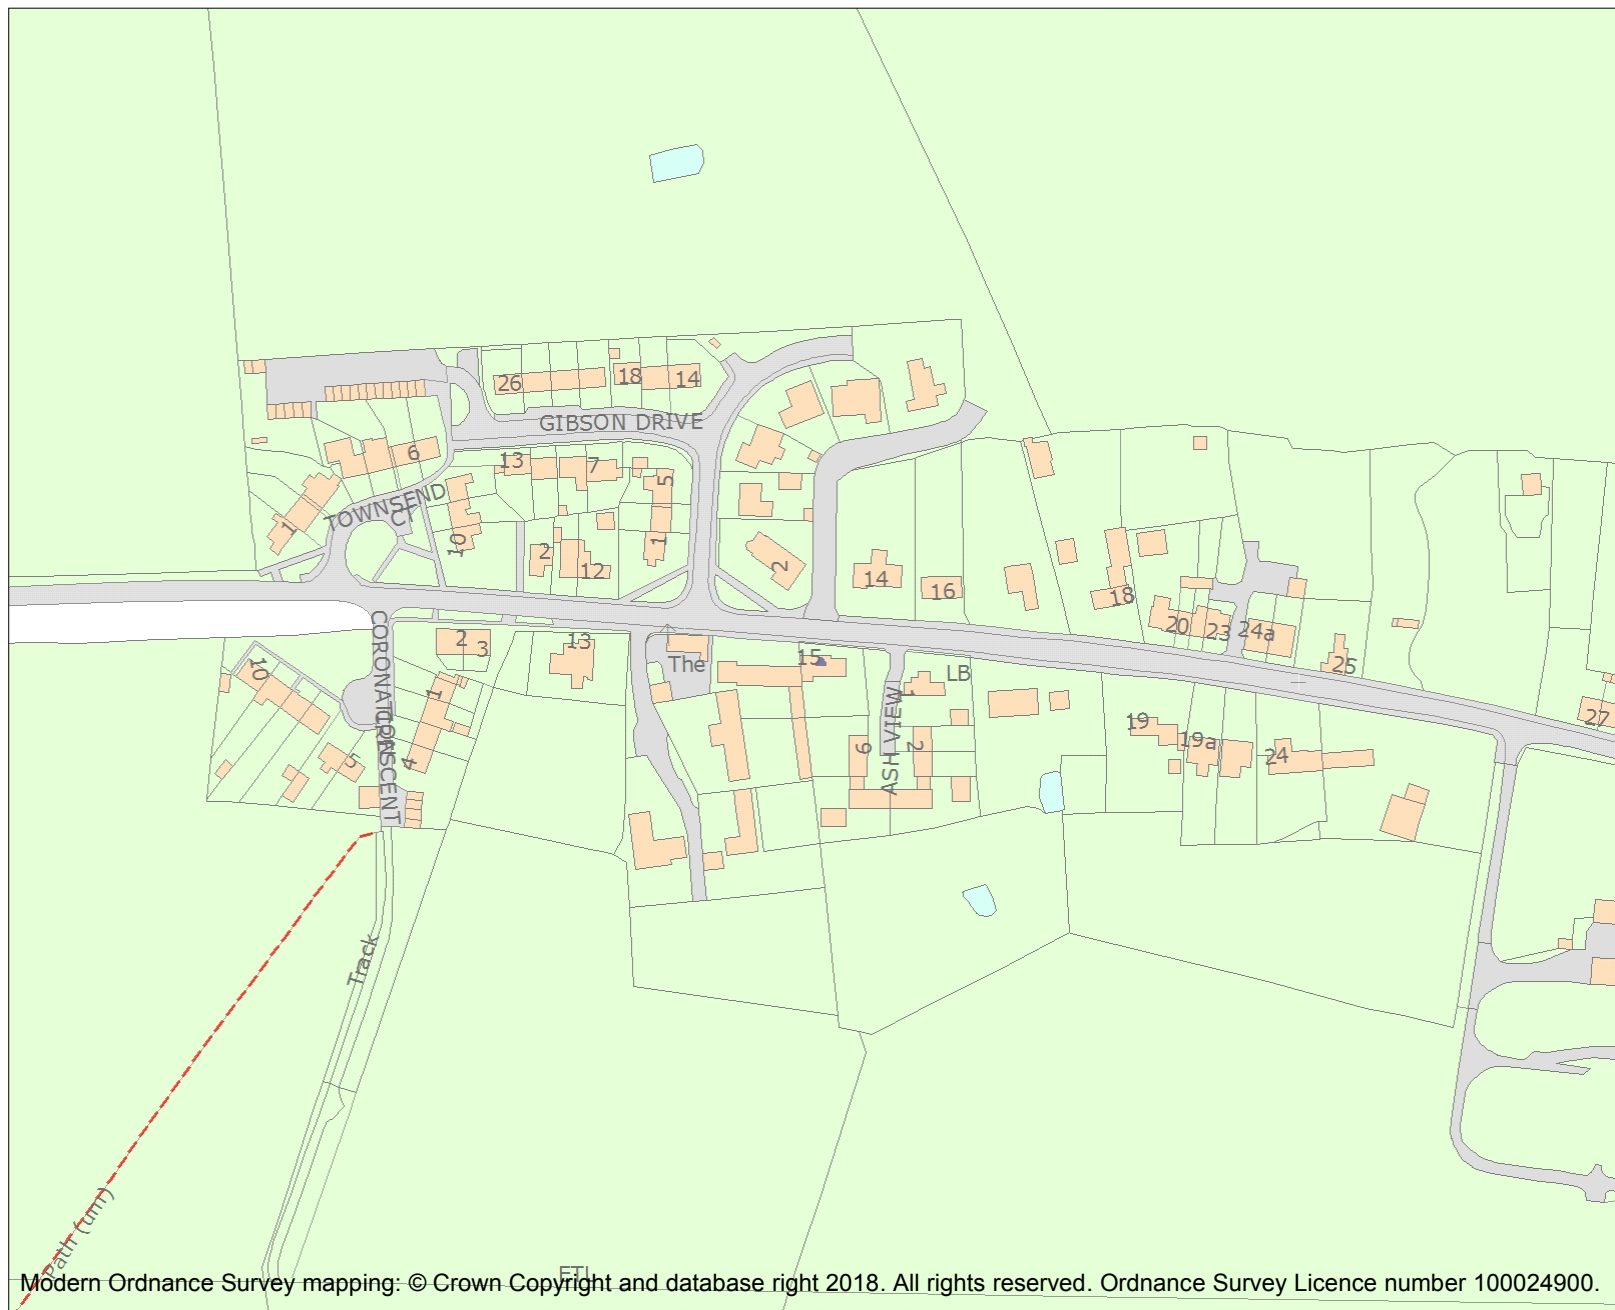 26
18
14
GIBSON DRIVE
6
13
7
5
TOWNSEND
CT
1
10
2
12
1
2
14
16
18
20
23
24a
25
27
CORONATION
CRESCENT
2
3
13
The
15
LB
10
1
1
5
4
ASH VIEW
6
2
19
19a
24
Track
Path (um)
ETL
Modern Ordnance Survey mapping: © Crown Copyright and database right 2018. All rights reserved. Ordnance Survey Licence number 100024900.